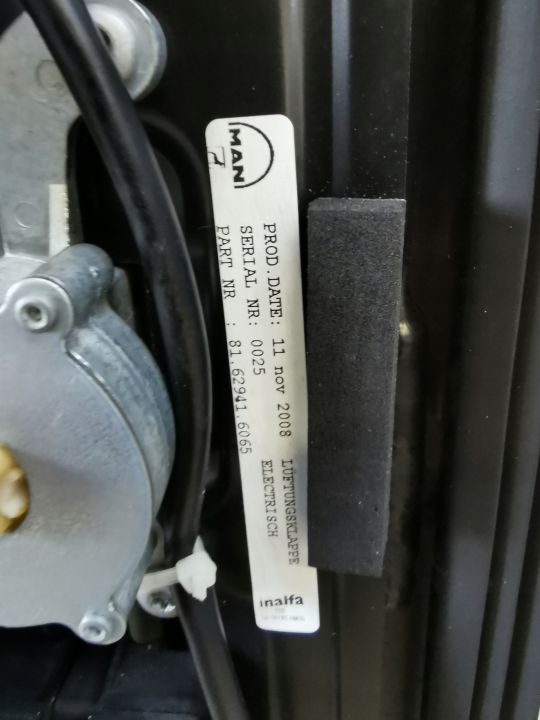 MAN
PROD.DATE: 11 nov 2008
SERIAL NR: 0025
PART NR : 81.62941.6065
LÜFTUNGSKLAPPE
ELECTRISCH
inalfa